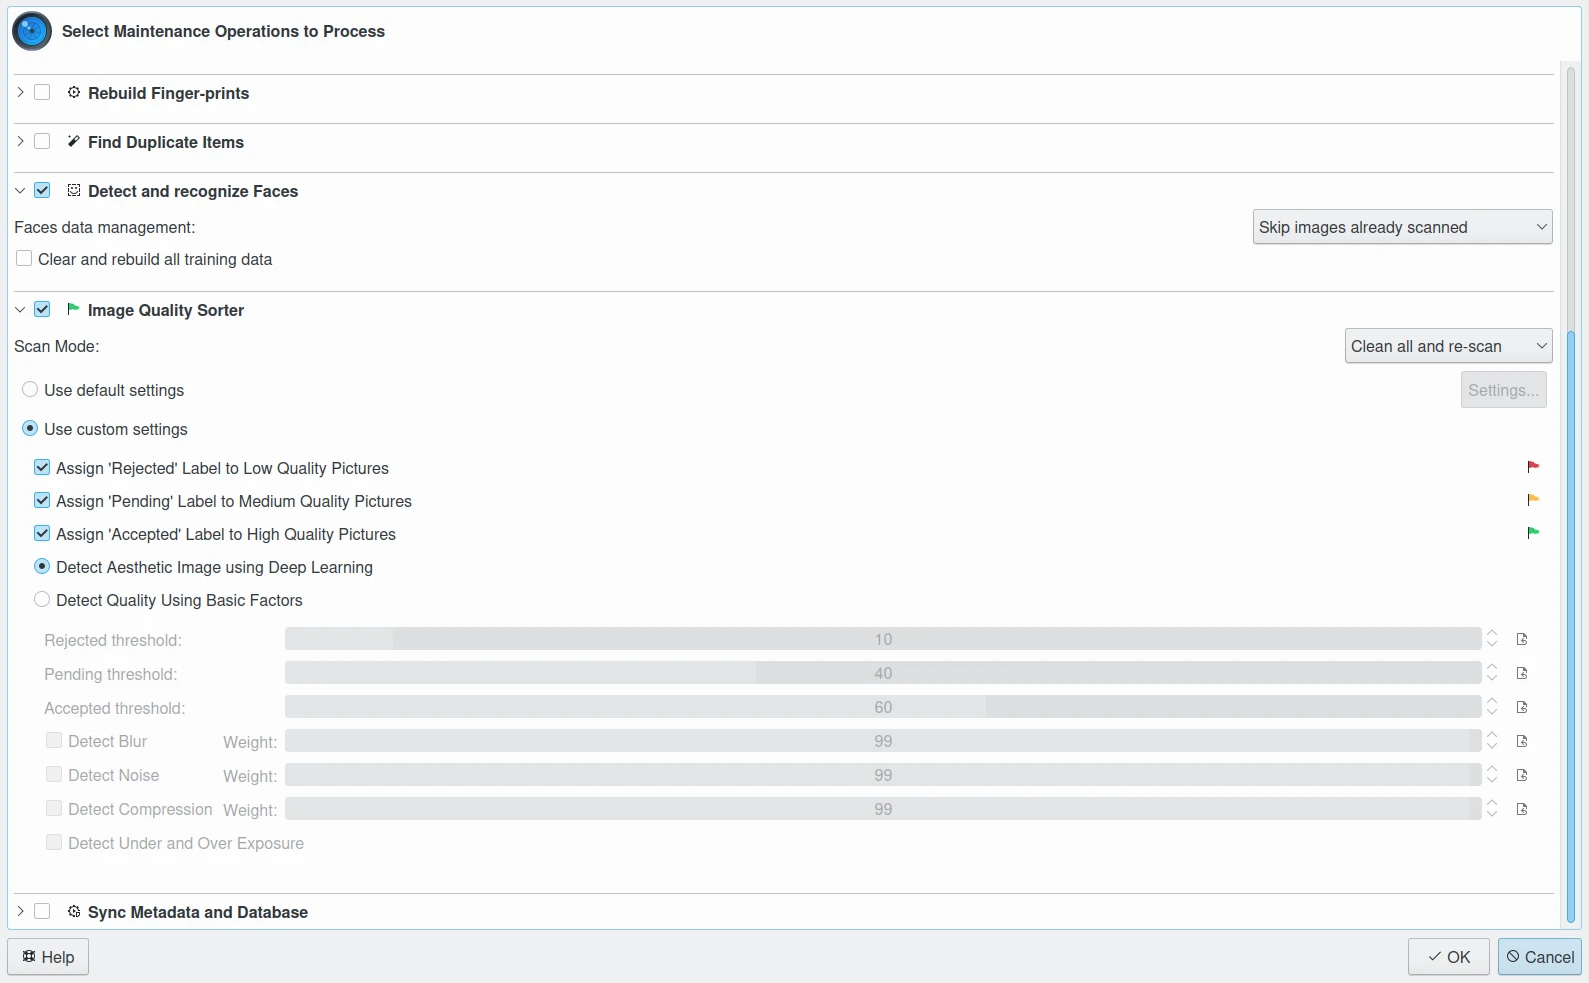 Select Maintenance Operations to Process
Rebuild Finger-prints
Find Duplicate Items
Detect and recognize Faces
Faces data management: Skip images already scanned
Clear and rebuild all training data
Image Quality Sorter
Scan Mode: Clean all and re-scan
Use default settings Settings...
Use custom settings
Assign 'Rejected' Label to Low Quality Pictures
Assign 'Pending' Label to Medium Quality Pictures
Assign 'Accepted' Label to High Quality Pictures
Detect Aesthetic Image using Deep Learning
Detect Quality Using Basic Factors
Rejected threshold: 10
Pending threshold: 40
Accepted threshold: 60
Detect Blur Weight: 99
Detect Noise Weight: 99
Detect Compression Weight: 99
Detect Under and Over Exposure
Sync Metadata and Database
Help OK Cancel